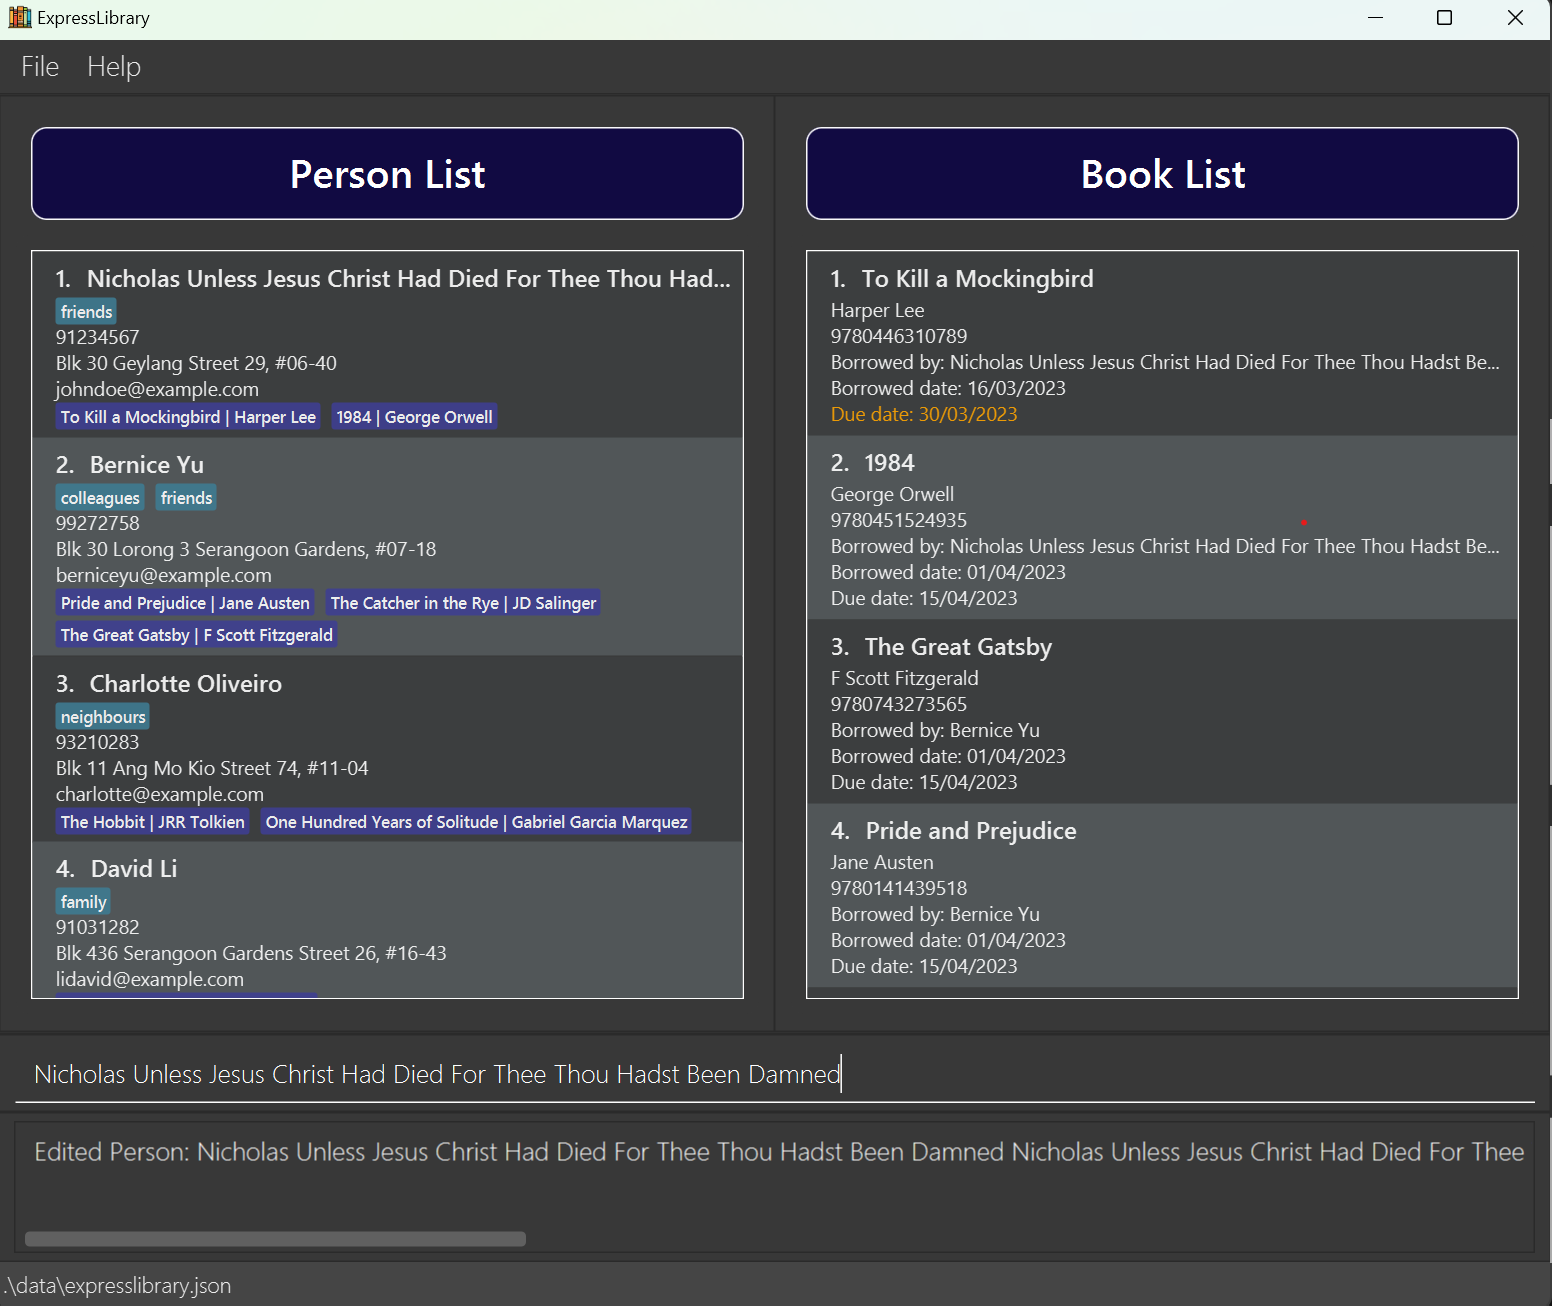 ExpressLibrary
File Help
Person List
1. Nicholas Unless Jesus Christ Had Died For Thee Thou Had...
friends
91234567
Blk 30 Geylang Street 29, #06-40
johndoe@example.com
To Kill a Mockingbird | Harper Lee 1984 | George Orwell
2. Bernice Yu
colleagues friends
99272758
Blk 30 Lorong 3 Serangoon Gardens, #07-18
berniceyu@example.com
Pride and Prejudice | Jane Austen The Catcher in the Rye | JD Salinger
The Great Gatsby | F Scott Fitzgerald
3. Charlotte Oliveiro
neighbours
93210283
Blk 11 Ang Mo Kio Street 74, #11-04
charlotte@example.com
The Hobbit | JRR Tolkien One Hundred Years of Solitude | Gabriel Garcia Marquez
4. David Li
family
91031282
Blk 436 Serangoon Gardens Street 26, #16-43
lidavid@example.com
Book List
1. To Kill a Mockingbird
Harper Lee
9780446310789
Borrowed by: Nicholas Unless Jesus Christ Had Died For Thee Thou Hadst Be...
Borrowed date: 16/03/2023
Due date: 30/03/2023
2. 1984
George Orwell
9780451524935
Borrowed by: Nicholas Unless Jesus Christ Had Died For Thee Thou Hadst Be...
Borrowed date: 01/04/2023
Due date: 15/04/2023
3. The Great Gatsby
F Scott Fitzgerald
9780743273565
Borrowed by: Bernice Yu
Borrowed date: 01/04/2023
Due date: 15/04/2023
4. Pride and Prejudice
Jane Austen
9780141439518
Borrowed by: Bernice Yu
Borrowed date: 01/04/2023
Due date: 15/04/2023
Nicholas Unless Jesus Christ Had Died For Thee Thou Hadst Been Damned
Edited Person: Nicholas Unless Jesus Christ Had Died For Thee Thou Hadst Been Damned Nicholas Unless Jesus Christ Had Died For Thee
.\data\expresslibrary.json